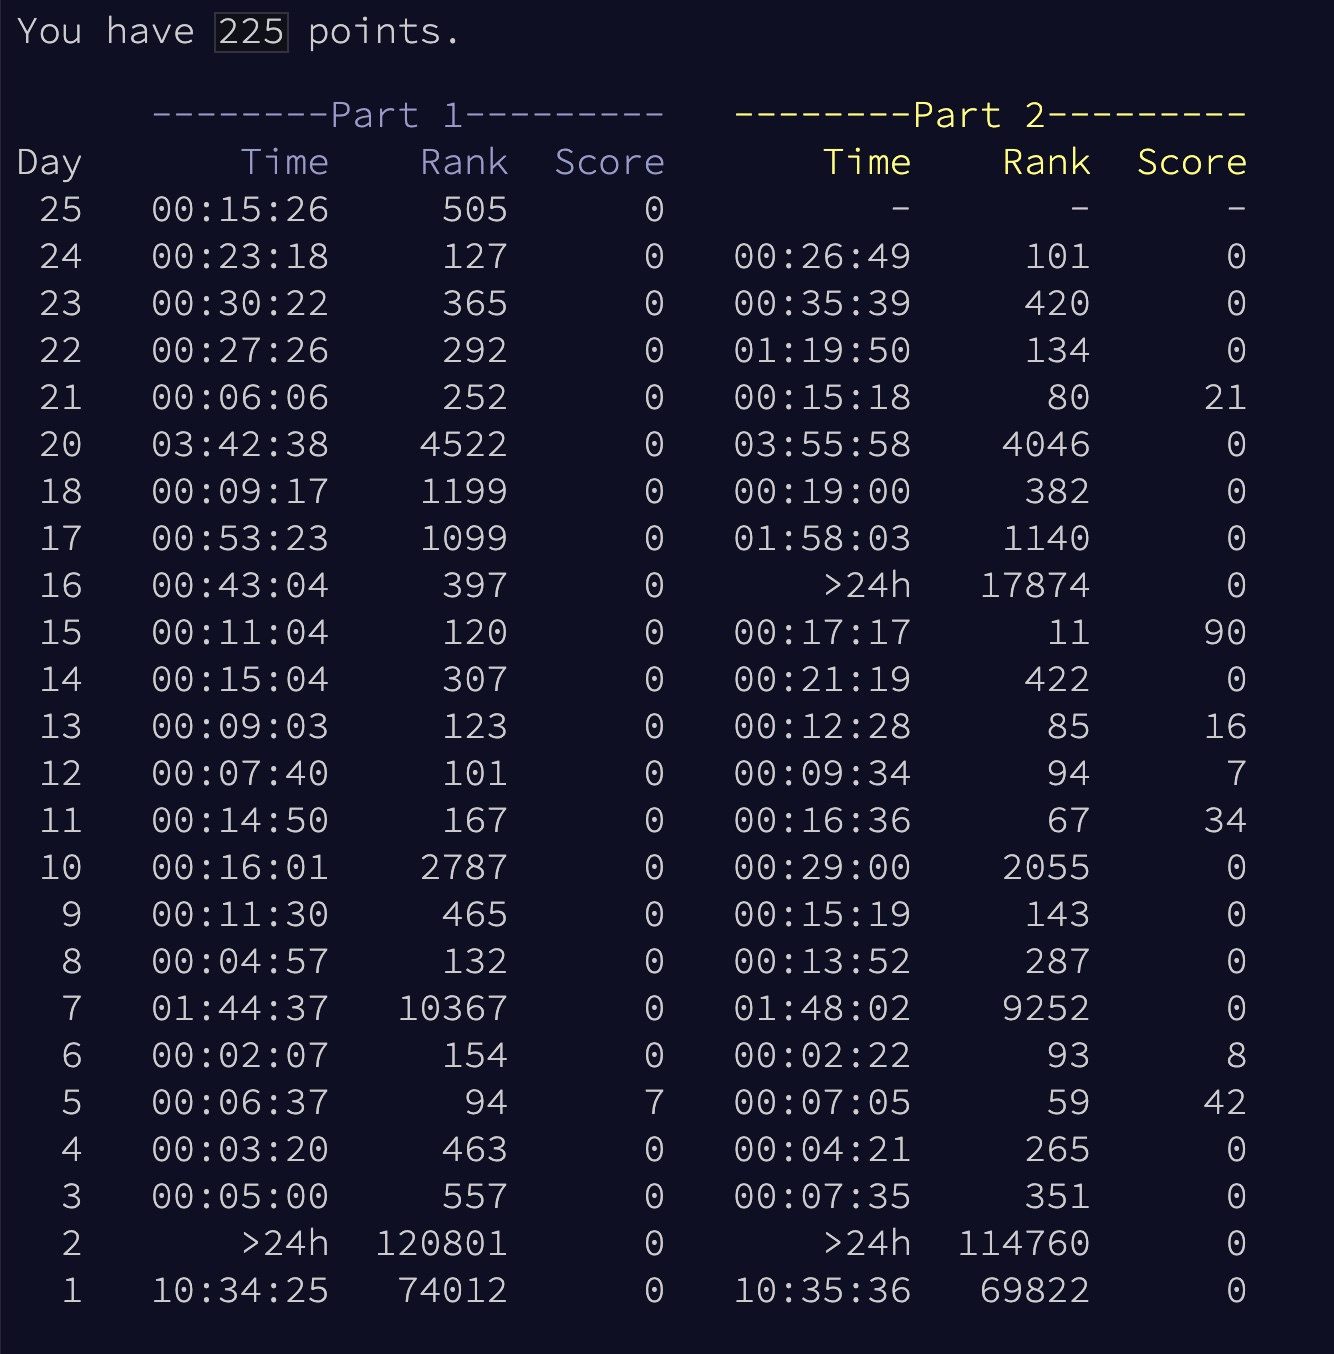 You have 225 points.
--------Part 1--------- --------Part 2---------
Day Time Rank Score Time Rank Score
25 00:15:26 505 0 - - -
24 00:23:18 127 0 00:26:49 101 0
23 00:30:22 365 0 00:35:39 420 0
22 00:27:26 292 0 01:19:50 134 0
21 00:06:06 252 0 00:15:18 80 21
20 03:42:38 4522 0 03:55:58 4046 0
18 00:09:17 1199 0 00:19:00 382 0
17 00:53:23 1099 0 01:58:03 1140 0
16 00:43:04 397 0 >24h 17874 0
15 00:11:04 120 0 00:17:17 11 90
14 00:15:04 307 0 00:21:19 422 0
13 00:09:03 123 0 00:12:28 85 16
12 00:07:40 101 0 00:09:34 94 7
11 00:14:50 167 0 00:16:36 67 34
10 00:16:01 2787 0 00:29:00 2055 0
9 00:11:30 465 0 00:15:19 143 0
8 00:04:57 132 0 00:13:52 287 0
7 01:44:37 10367 0 01:48:02 9252 0
6 00:02:07 154 0 00:02:22 93 8
5 00:06:37 94 7 00:07:05 59 42
4 00:03:20 463 0 00:04:21 265 0
3 00:05:00 557 0 00:07:35 351 0
2 >24h 120801 0 >24h 114760 0
1 10:34:25 74012 0 10:35:36 69822 0